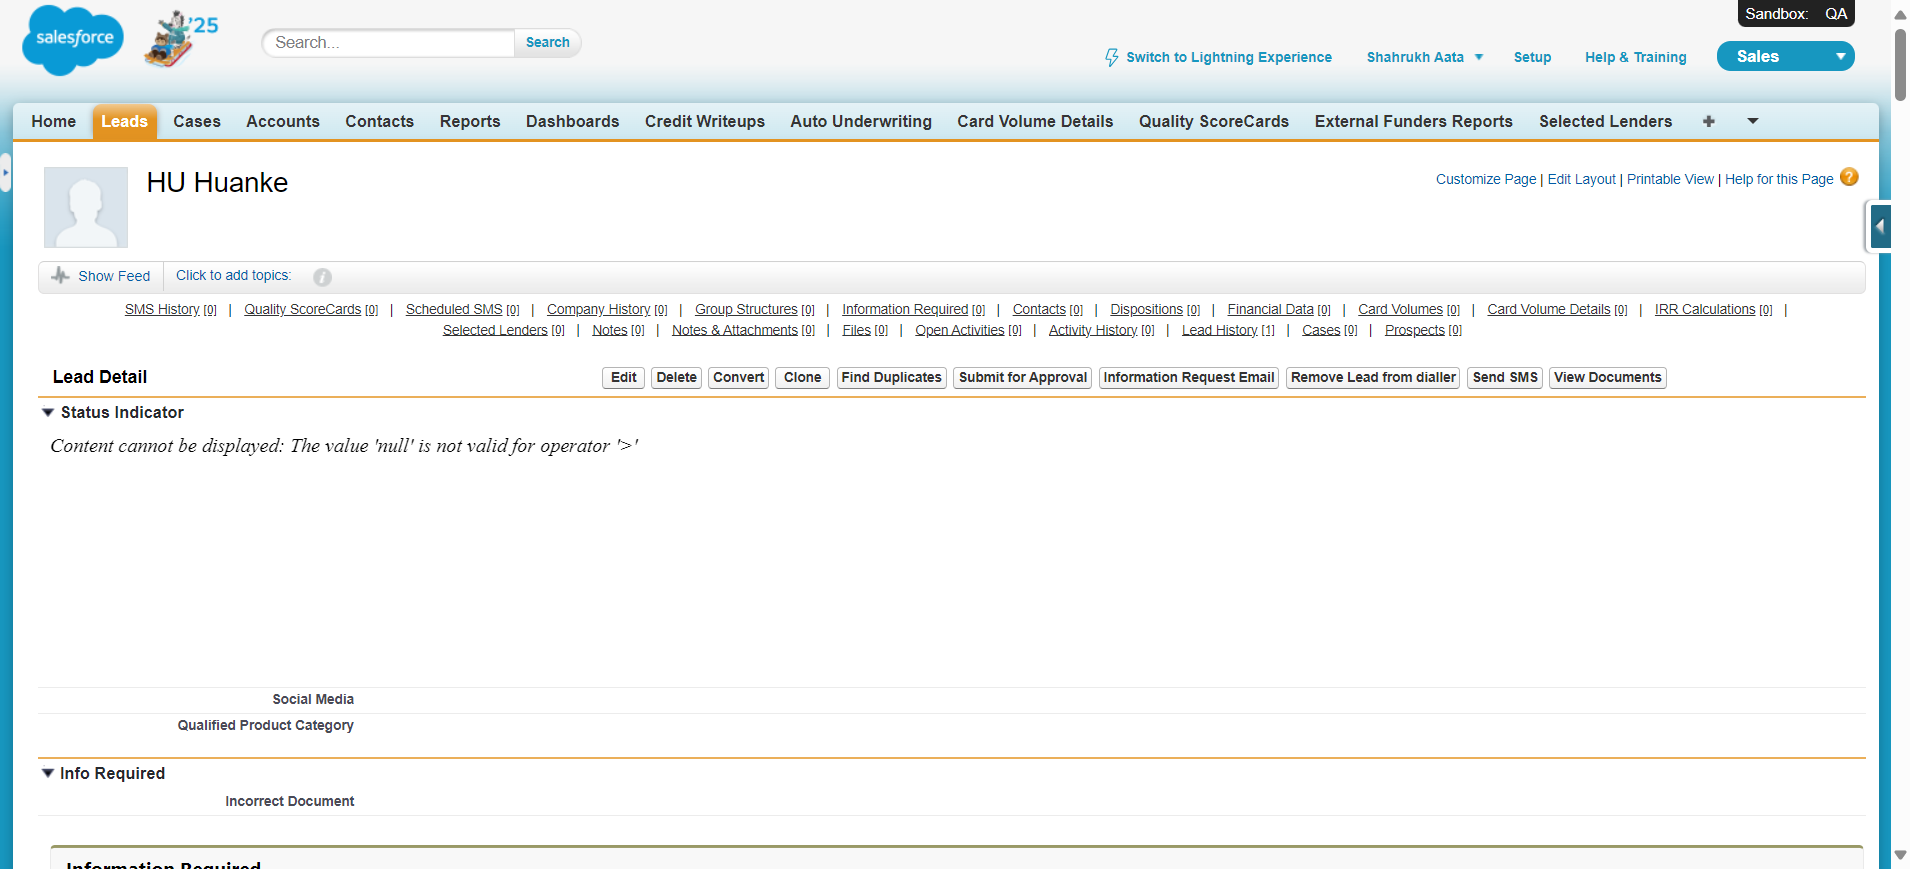 Sandbox: QA
salesforce
'25
Search...
Search
Switch to Lightning Experience
Shahrukh Aata
Setup
Help & Training
Sales
Home
Leads
Cases
Accounts
Contacts
Reports
Dashboards
Credit Writeups
Auto Underwriting
Card Volume Details
Quality ScoreCards
External Funders Reports
Selected Lenders
HU Huanke
Customize Page | Edit Layout | Printable View | Help for this Page ?
Show Feed
Click to add topics:
SMS History [0] | Quality ScoreCards [0] | Scheduled SMS [0] | Company History [0] | Group Structures [0] | Information Required [0] | Contacts [0] | Dispositions [0] | Financial Data [0] | Card Volumes [0] | Card Volume Details [0] | IRR Calculations [0] |
Selected Lenders [0] | Notes [0] | Notes & Attachments [0] | Files [0] | Open Activities [0] | Activity History [0] | Lead History [1] | Cases [0] | Prospects [0]
Lead Detail
Edit
Delete
Convert
Clone
Find Duplicates
Submit for Approval
Information Request Email
Remove Lead from dialler
Send SMS
View Documents
Status Indicator
Content cannot be displayed: The value 'null' is not valid for operator '>'
Social Media
Qualified Product Category
Info Required
Incorrect Document
Information Required